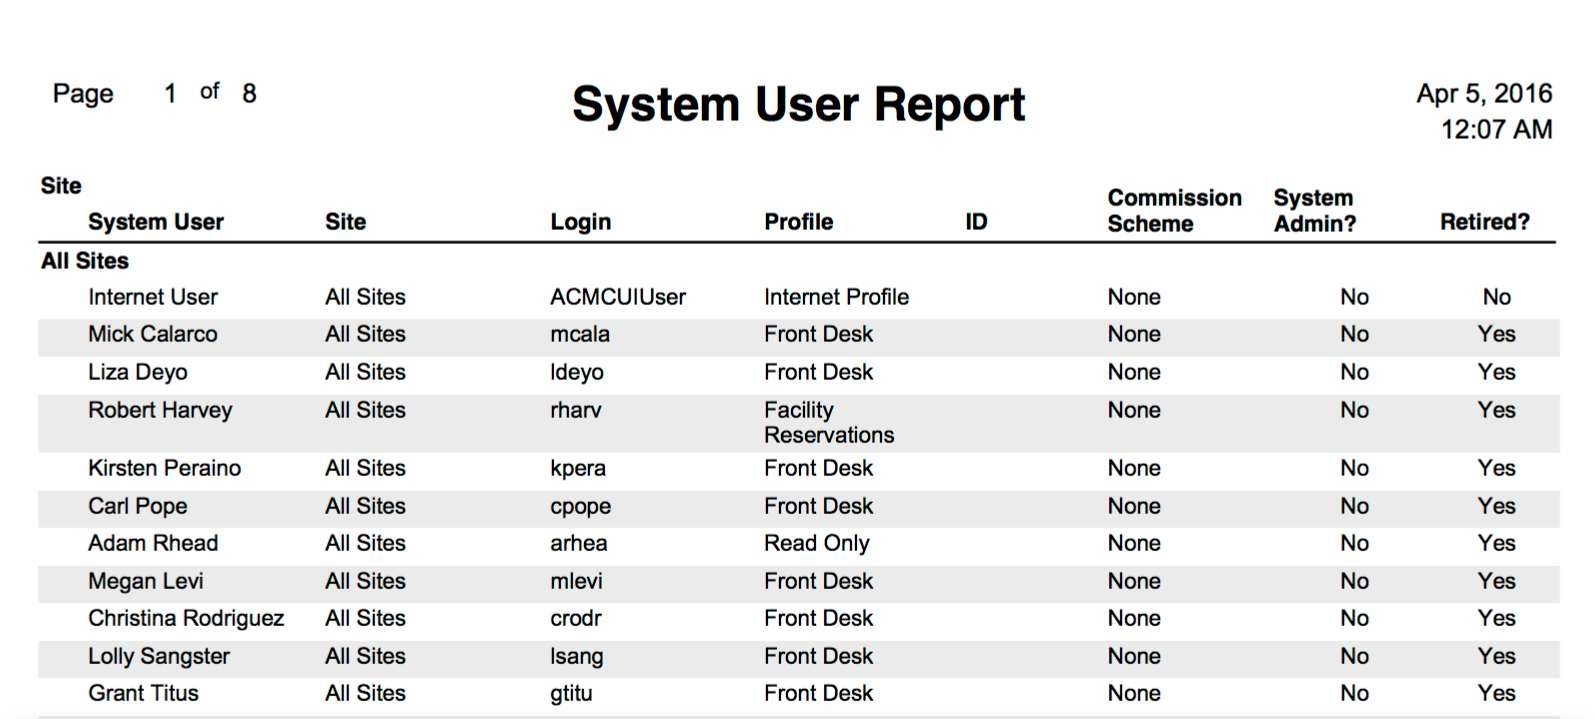 Page 1 of 8
System User Report
Apr 5, 2016
12:07 AM
Site
System User Site Login Profile ID Commission Scheme System Admin? Retired?
All Sites
Internet User All Sites ACMCUIUser Internet Profile None No No
Mick Calarco All Sites mcala Front Desk None No Yes
Liza Deyo All Sites ldeyo Front Desk None No Yes
Robert Harvey All Sites rharv Facility Reservations None No Yes
Kirsten Peraino All Sites kpera Front Desk None No Yes
Carl Pope All Sites cpope Front Desk None No Yes
Adam Rhead All Sites arhea Read Only None No Yes
Megan Levi All Sites mlevi Front Desk None No Yes
Christina Rodriguez All Sites crodr Front Desk None No Yes
Lolly Sangster All Sites lsang Front Desk None No Yes
Grant Titus All Sites gtitu Front Desk None No Yes